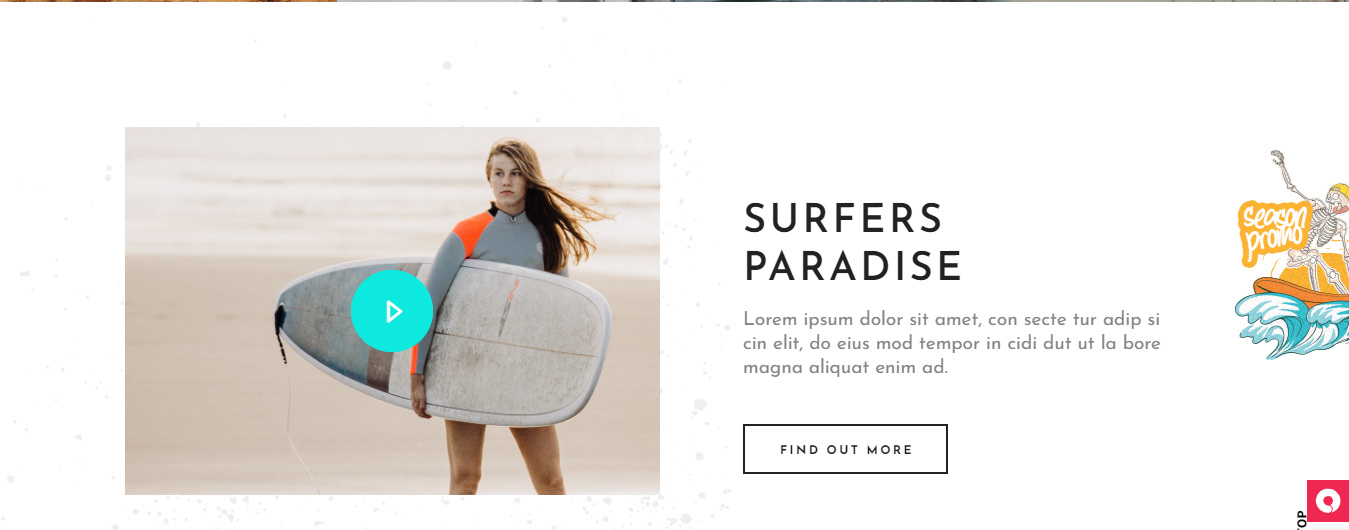 SURFERS
PARADISE
Lorem ipsum dolor sit amet, con secte tur adip si
cin elit, do eius mod tempor in cidi dut ut la bore
magna aliquat enim ad.
FIND OUT MORE
season
promo
TOP